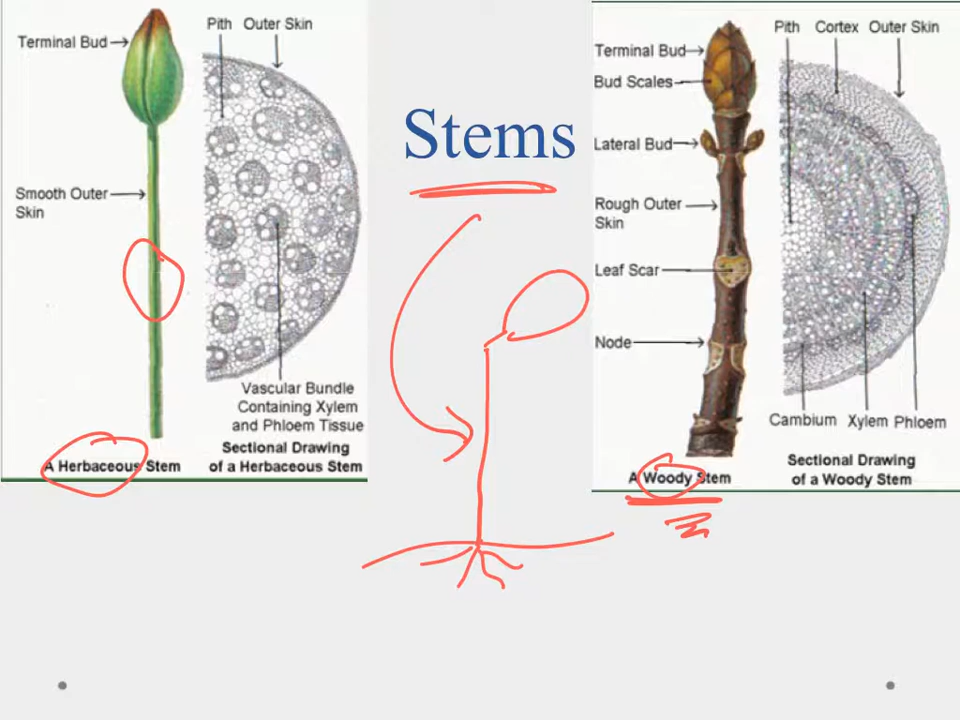 Terminal Bud
Pith Outer Skin
Smooth Outer
Skin
Vascular Bundle
Containing Xylem
and Phloem Tissue
A Herbaceous Stem
Sectional Drawing
of a Herbaceous Stem
Stems
Pith Cortex Outer Skin
Terminal Bud
Bud Scales
Lateral Bud
Rough Outer
Skin
Leaf Scar
Node
Cambium Xylem Phloem
A Woody Stem
Sectional Drawing
of a Woody Stem